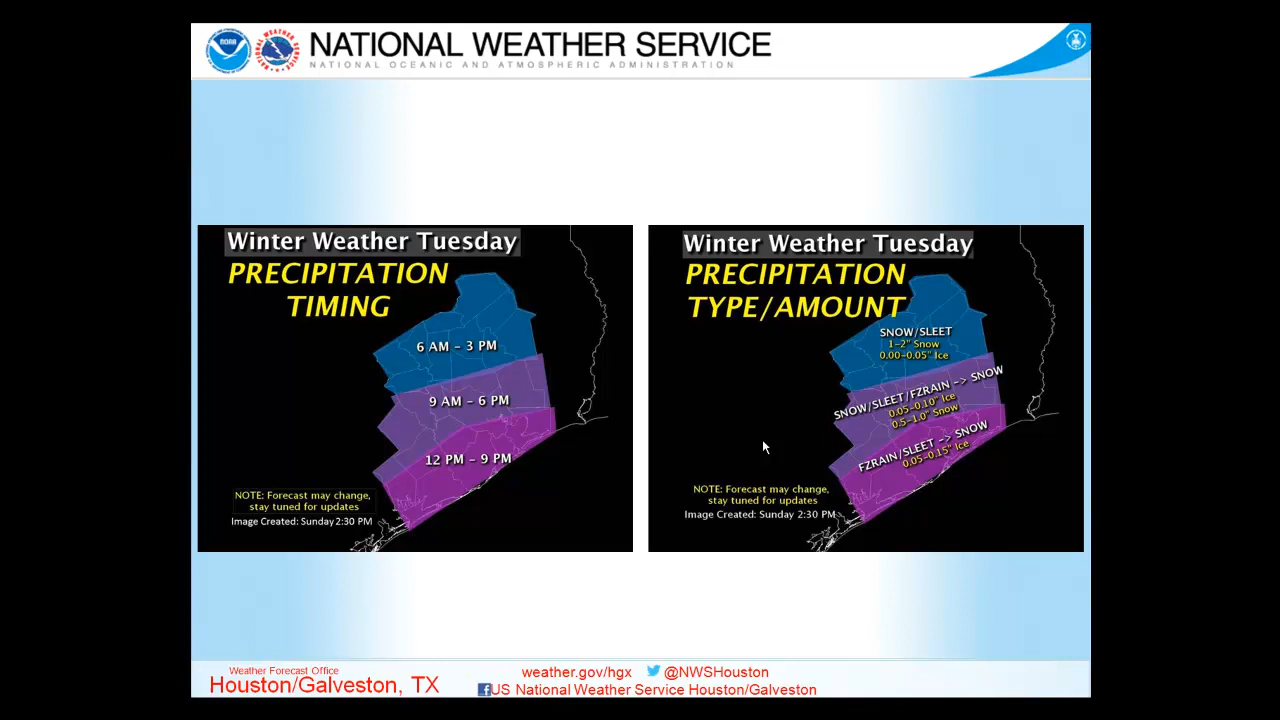 NATIONAL WEATHER SERVICE
NATIONAL OCEANIC AND ATMOSPHERIC ADMINISTRATION
NOAA
Winter Weather Tuesday
PRECIPITATION
TIMING
6 AM - 3 PM
9 AM - 6 PM
12 PM - 9 PM
NOTE: Forecast may change,
stay tuned for updates
Image Created: Sunday 2:30 PM
Winter Weather Tuesday
PRECIPITATION
TYPE/AMOUNT
SNOW/SLEET
1-2" Snow
0.00-0.05" Ice
SNOW/SLEET/FZRAIN -> SNOW
0.05-0.10" Ice
0.5-1.0" Snow
FZRAIN/SLEET -> SNOW
0.05-0.15" Ice
NOTE: Forecast may change,
stay tuned for updates
Image Created: Sunday 2:30 PM
Weather Forecast Office
Houston/Galveston, TX
weather.gov/hgx @NWSHouston
US National Weather Service Houston/Galveston